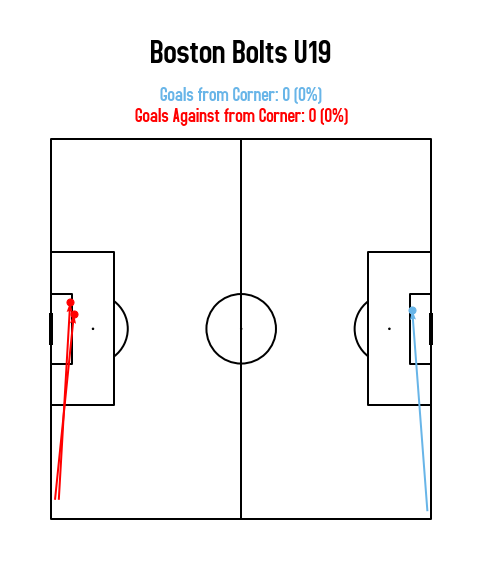 Boston Bolts U19
Goals from Corner: 0 (0%)
Goals Against from Corner: 0 (0%)